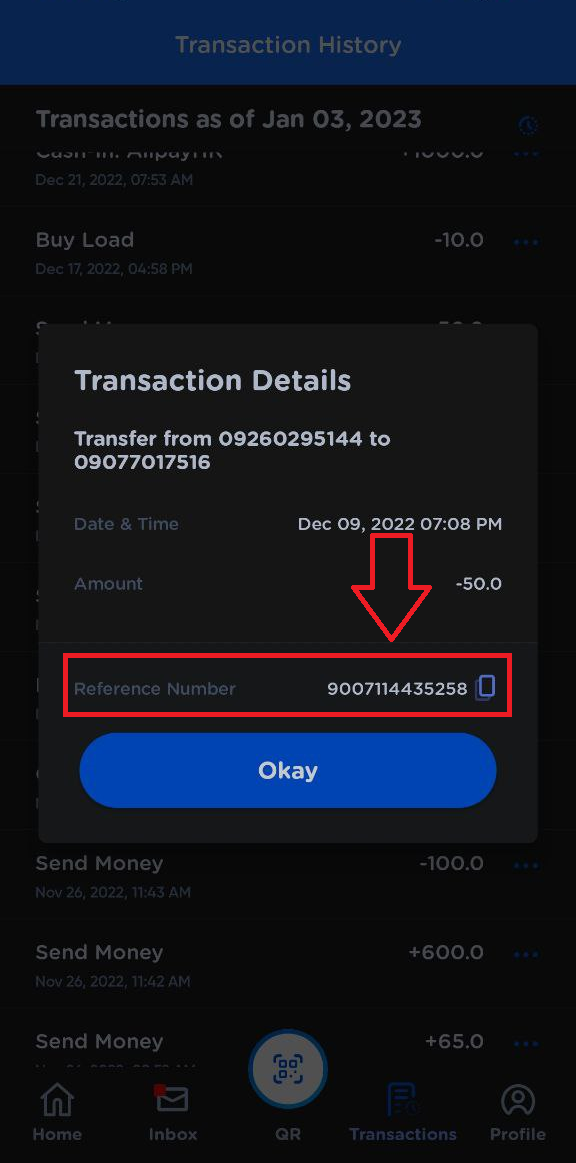 Transaction History
Transactions as of Jan 03, 2023
Cash-in: AlipayHK +1000.0
Dec 21, 2022, 07:53 AM
Buy Load -10.0
Dec 17, 2022, 04:58 PM
Transaction Details
Transfer from 09260295144 to
09077017516
Date & Time Dec 09, 2022 07:08 PM
Amount -50.0
Reference Number 9007114435258
Okay
Send Money -100.0
Nov 26, 2022, 11:43 AM
Send Money +600.0
Nov 26, 2022, 11:42 AM
Send Money +65.0
Home Inbox QR Transactions Profile